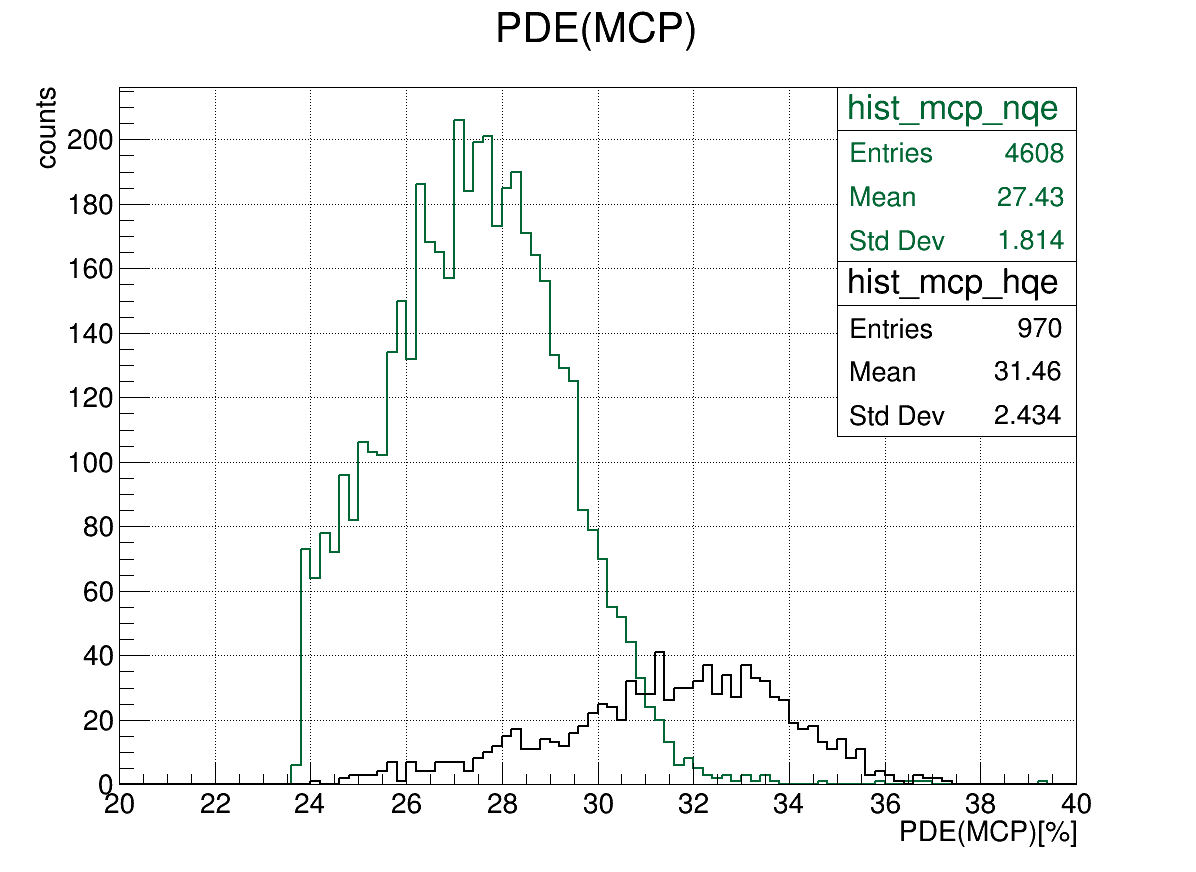 PDE(MCP)
counts
hist_mcp_nqe
Entries 4608
Mean 27.43
Std Dev 1.814
hist_mcp_hqe
Entries 970
Mean 31.46
Std Dev 2.434
200
180
160
140
120
100
80
60
40
20
0
20 22 24 26 28 30 32 34 36 38 40
PDE(MCP)[%]